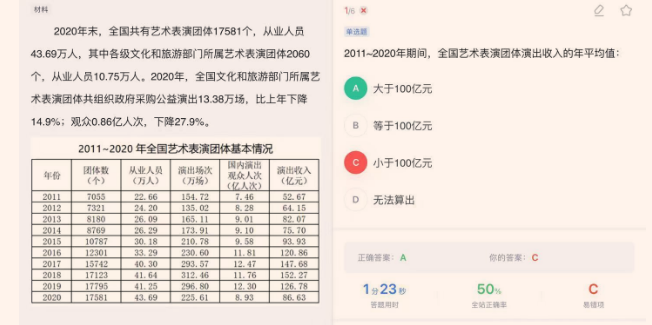 材料
2020年末，全国共有艺术表演团体17581个，从业人员
43.69万人，其中各级文化和旅游部门所属艺术表演团体2060
个，从业人员10.75万人。2020年，全国文化和旅游部门所属艺
术表演团体共组织政府采购公益演出13.38万场，比上年下降
14.9%；观众0.86亿人次，下降27.9%。
2011~2020 年全国艺术表演团体基本情况
年份 团体数（个） 从业人员（万人） 演出场次（万场） 国内演出观众人次（亿人次） 演出收入（亿元）
2011 7055 22.66 154.72 7.46 52.67
2012 7321 24.20 135.02 8.28 64.15
2013 8180 26.09 165.11 9.01 82.07
2014 8769 26.29 173.91 9.10 75.70
2015 10787 30.18 210.78 9.58 93.93
2016 12301 33.29 230.60 11.81 120.86
2017 15742 40.30 293.57 12.47 147.68
2018 17123 41.64 312.46 11.76 152.27
2019 17795 41.25 296.80 12.30 126.78
2020 17581 43.69 225.61 8.93 86.63
1/6
单选题
2011~2020年期间，全国艺术表演团体演出收入的年平均值：
A 大于100亿元
B 等于100亿元
C 小于100亿元
D 无法算出
正确答案：A 你的答案：C
1分23秒 50% C
答题用时 全站正确率 易错项